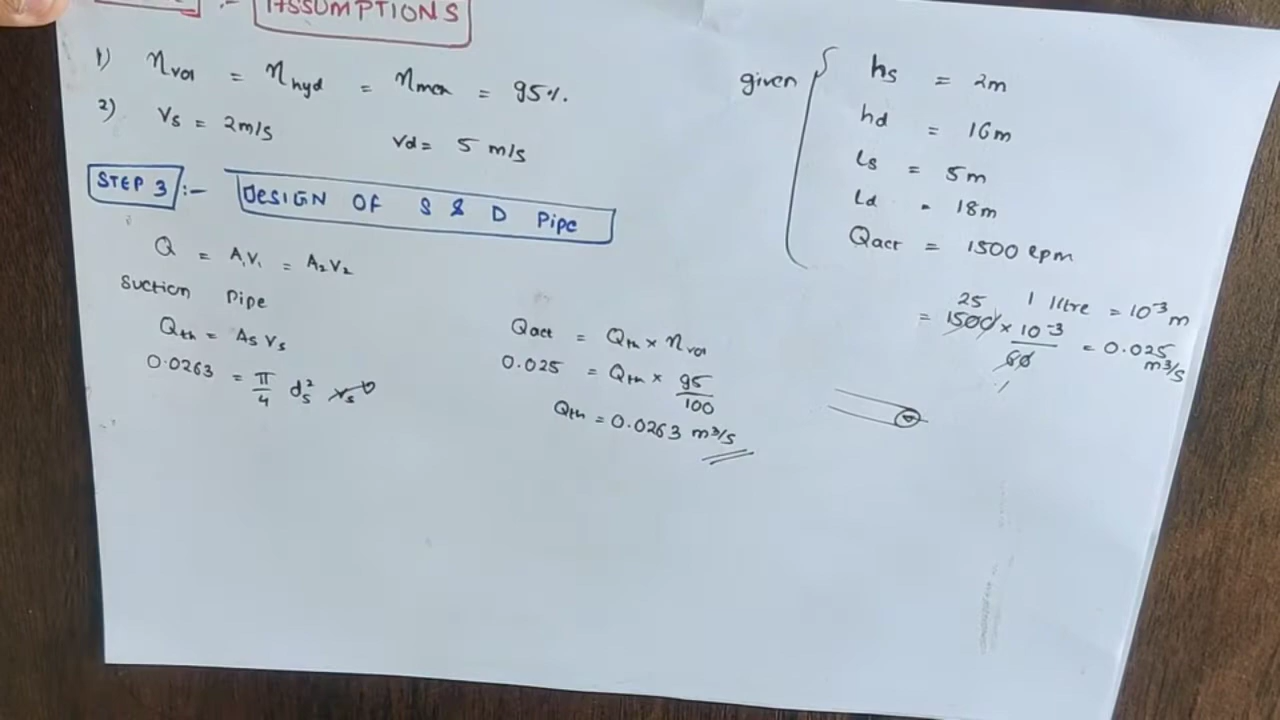 :- ASSUMPTIONS
1) ηvol = ηhyd = ηmech = 95%.
2) Vs = 2m/s Vd = 5 m/s
STEP 3 :- DESIGN OF S & D Pipe
Q = A₁V₁ = A₂V₂
Suction Pipe
Qth = As Vs
0.0263 = π/4 ds²
Qact = Qth × ηvol
0.025 = Qth × 95/100
Qth = 0.0263 m³/s
given
hs = 2m
hd = 16m
ls = 5m
Ld = 18m
Qact = 1500 lpm
1 litre = 10⁻³ m
25
= 1500 × 10⁻³/60 = 0.025 m³/s
1